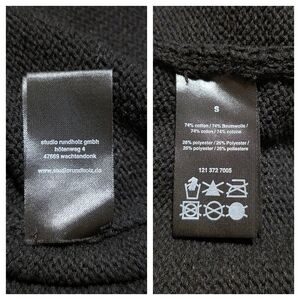 studio rundholz gmbh
hötenweg 4
47669 wachtendonk
www.studiorundholz.de
S
74% cotton / 74% Baumwolle /
74% coton / 74% cotone
26% polyester / 26% polyester /
26% polyester / 26% poliestere
121 372 7005